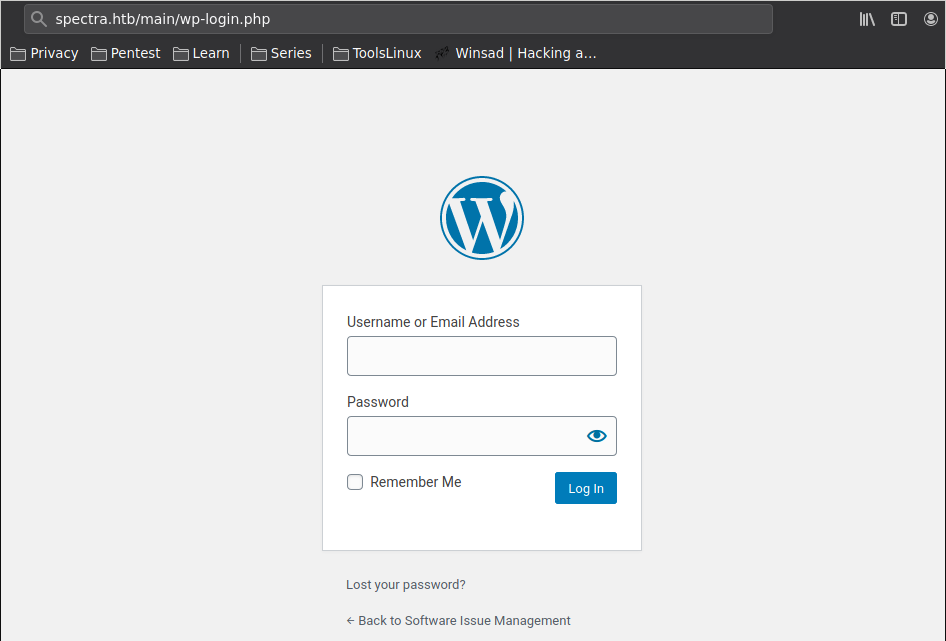 spectra.htb/main/wp-login.php
Privacy Pentest Learn Series ToolsLinux Winsad | Hacking a...
W
Username or Email Address
Password
Remember Me
Log In
Lost your password?
← Back to Software Issue Management